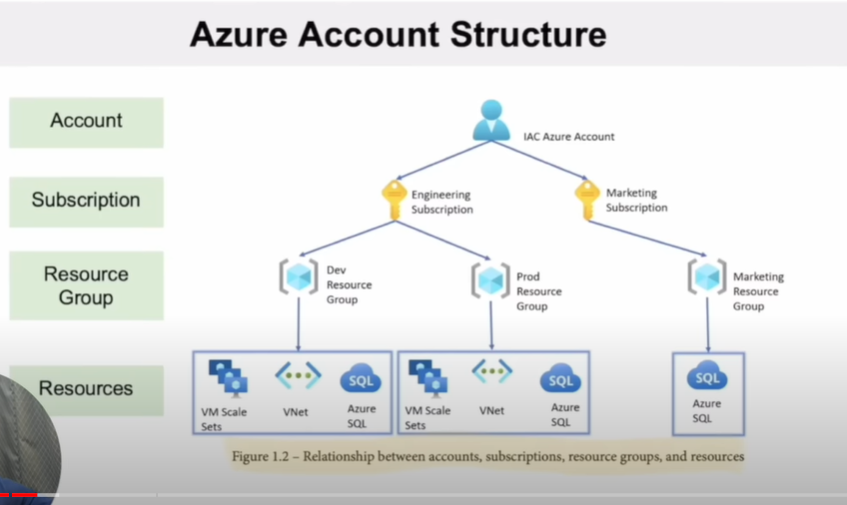 Azure Account Structure
Account
IAC Azure Account
Subscription
Engineering
Subscription
Marketing
Subscription
Resource
Group
Dev
Resource
Group
Prod
Resource
Group
Marketing
Resource
Group
Resources
VM Scale
Sets
VNet
SQL
Azure
SQL
VM Scale
Sets
VNet
SQL
Azure
SQL
SQL
Azure
SQL
Figure 1.2 – Relationship between accounts, subscriptions, resource groups, and resources